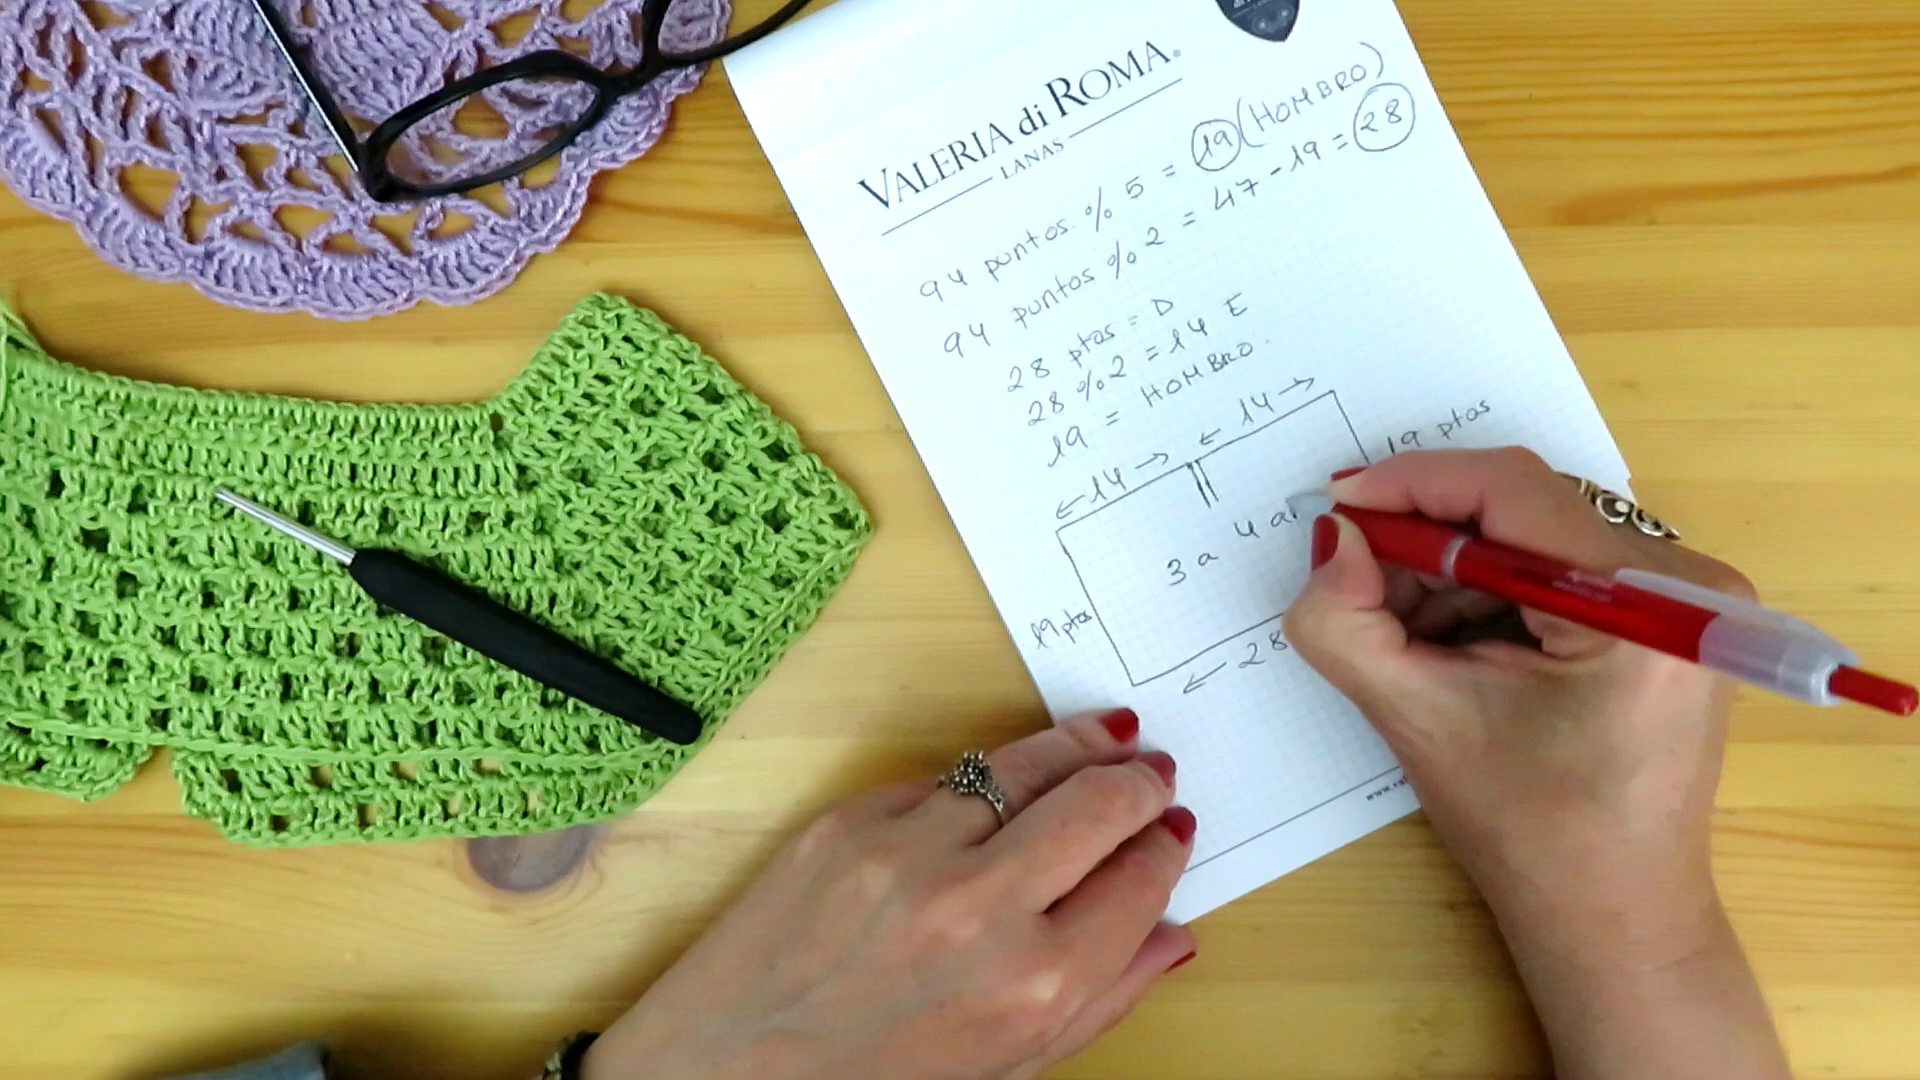 VALERIA di ROMA®
LANAS
94 puntos. % 5 = 19 (HOMBRO)
94 puntos % 2 = 47 - 19 = 28
28 ptos = D
28 % 2 = 14 E
19 = HOMBRO.
← 14 →
← 14 →
19 ptos
3 a 4 a
19 ptos
← 28